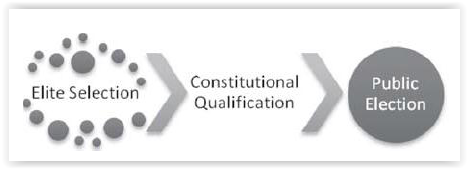 Elite Selection
Constitutional
Qualification
Public
Election